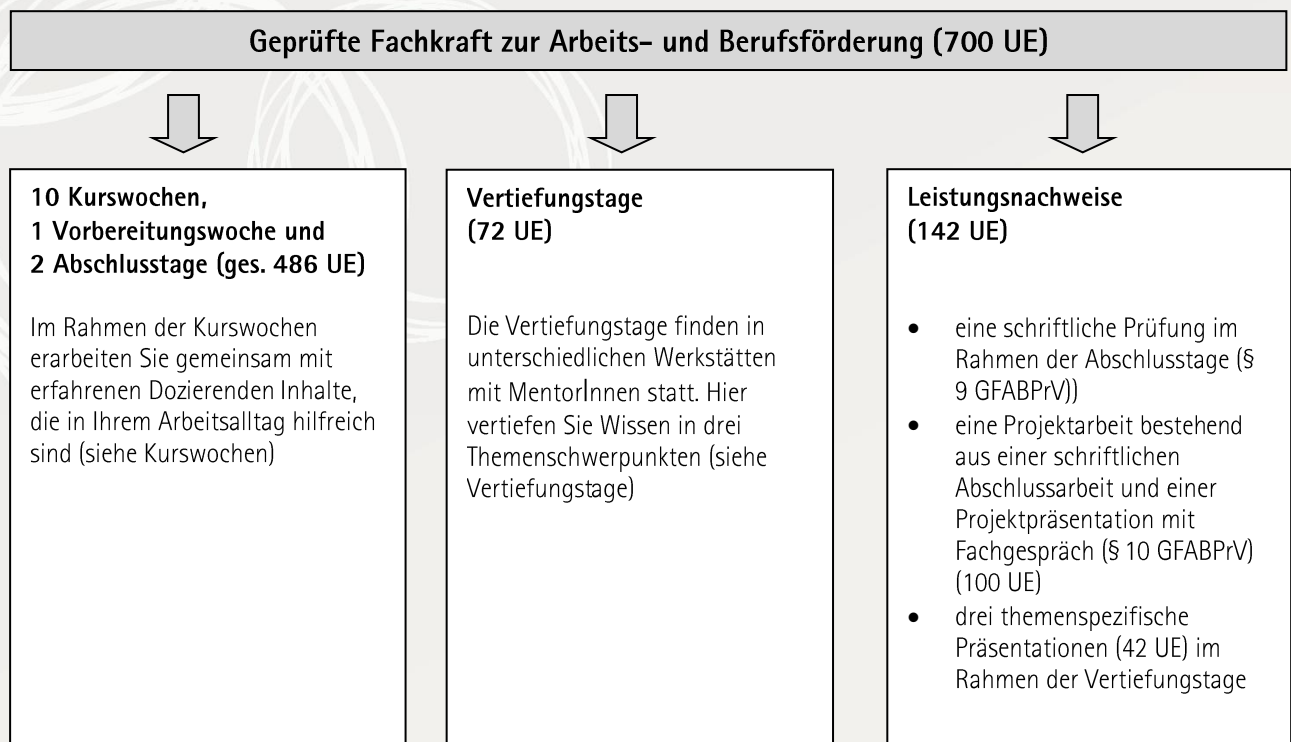 Geprüfte Fachkraft zur Arbeits- und Berufsförderung (700 UE)
10 Kurswochen,
1 Vorbereitungswoche und
2 Abschlusstage (ges. 486 UE)
Im Rahmen der Kurswochen
erarbeiten Sie gemeinsam mit
erfahrenen Dozierenden Inhalte,
die in Ihrem Arbeitsalltag hilfreich
sind (siehe Kurswochen)
Vertiefungstage
(72 UE)
Die Vertiefungstage finden in
unterschiedlichen Werkstätten
mit MentorInnen statt. Hier
vertiefen Sie Wissen in drei
Themenschwerpunkten (siehe
Vertiefungstage)
Leistungsnachweise
(142 UE)
• eine schriftliche Prüfung im
Rahmen der Abschlusstage (§
9 GFABPrV))
• eine Projektarbeit bestehend
aus einer schriftlichen
Abschlussarbeit und einer
Projektpräsentation mit
Fachgespräch (§ 10 GFABPrV)
(100 UE)
• drei themenspezifische
Präsentationen (42 UE) im
Rahmen der Vertiefungstage